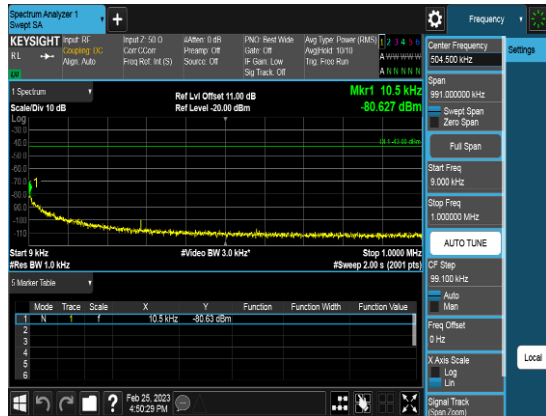 Spectrum Analyzer 1
Swept SA
+
Frequency
KEYSIGHT
RL
Input: RF
Coupling: DC
Align: Auto
Input Z: 50 Ω
Corr CCorr
Freq Ref: Int (S)
#Atten: 0 dB
Preamp: Off
Source: Off
PNO: Best Wide
Gate: Off
IF Gain: Low
Sig Track: Off
Avg Type: Power (RMS)
Avg|Hold: 10/10
Trig: Free Run
1 2 3 4 5 6
A W W W W W
A N N N N N
1 Spectrum
Scale/Div 10 dB
Ref Lvl Offset 11.00 dB
Ref Level -20.00 dBm
Mkr1 10.5 kHz
-80.627 dBm
Log
-30.0
-40.0
-50.0
-60.0
-70.0
-80.0
-90.0
-100
-110
DL1 -43.00 dBm
1
Start 9 kHz
#Res BW 1.0 kHz
#Video BW 3.0 kHz*
Stop 1.0000 MHz
#Sweep 2.00 s (2001 pts)
5 Marker Table
Mode Trace Scale X Y Function Function Width Function Value
1 N 1 f 10.5 kHz -80.63 dBm
2
3
4
5
6
Feb 25, 2023
4:50:29 PM
Center Frequency
504.500 kHz
Settings
Span
991.000000 kHz
Swept Span
Zero Span
Full Span
Start Freq
9.000 kHz
Stop Freq
1.000000 MHz
AUTO TUNE
CF Step
99.100 kHz
Auto
Man
Freq Offset
0 Hz
X Axis Scale
Log
Lin
Local
Signal Track
(Span Zoom)